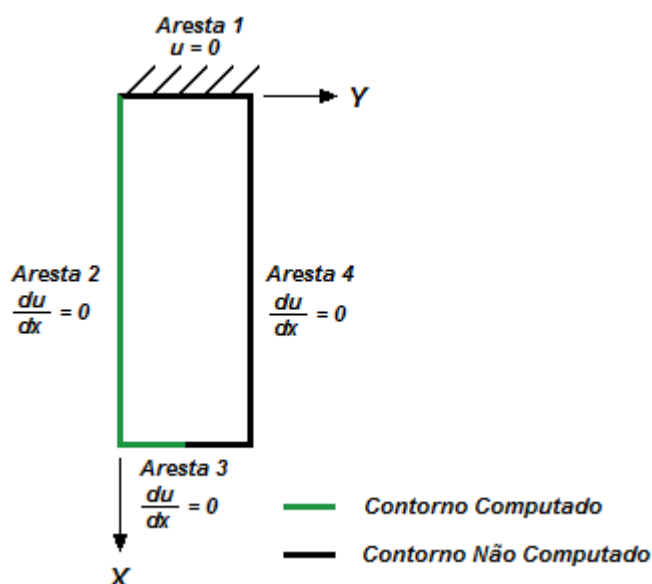 Aresta 1
u = 0
Y
Aresta 2
du
dx
= 0
Aresta 4
du
dx
= 0
Aresta 3
du
dx
= 0
X
Contorno Computado
Contorno Não Computado